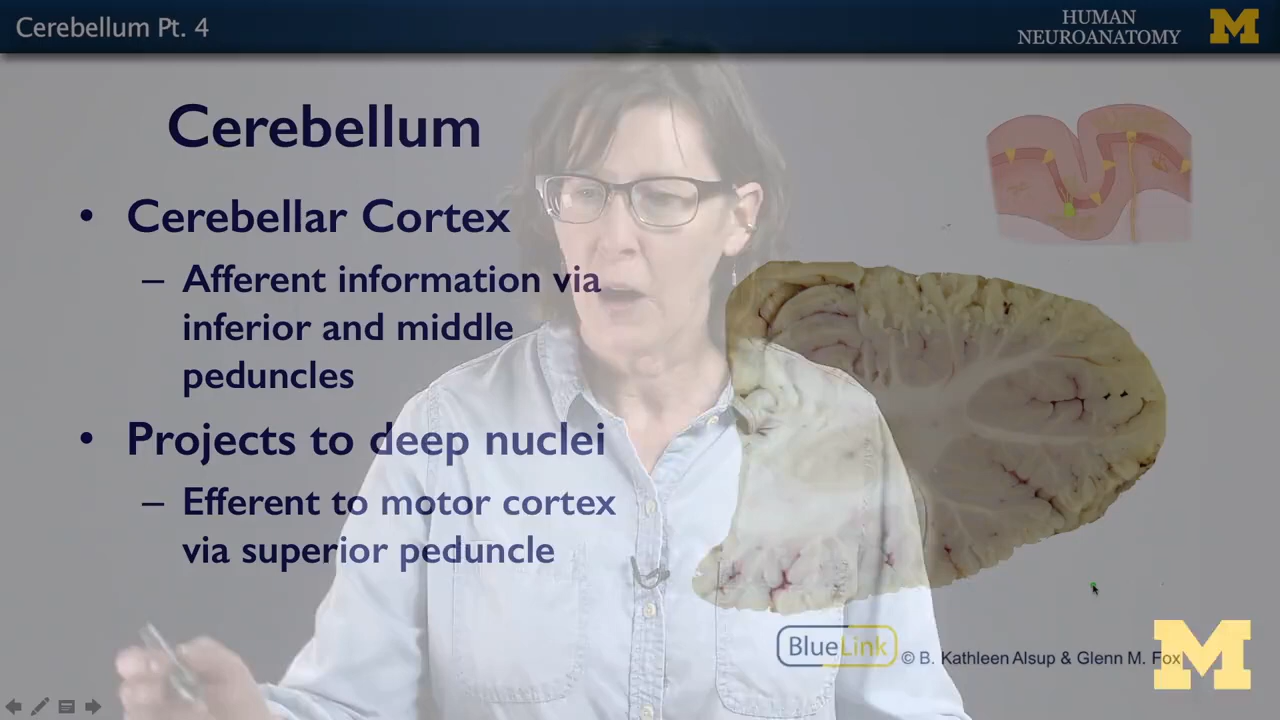 Cerebellum Pt. 4
HUMAN
NEUROANATOMY
M
Cerebellum
• Cerebellar Cortex
– Afferent information via
inferior and middle
peduncles
• Projects to deep nuclei
– Efferent to motor cortex
via superior peduncle
BlueLink
© B. Kathleen Alsup & Glenn M. Fox
M